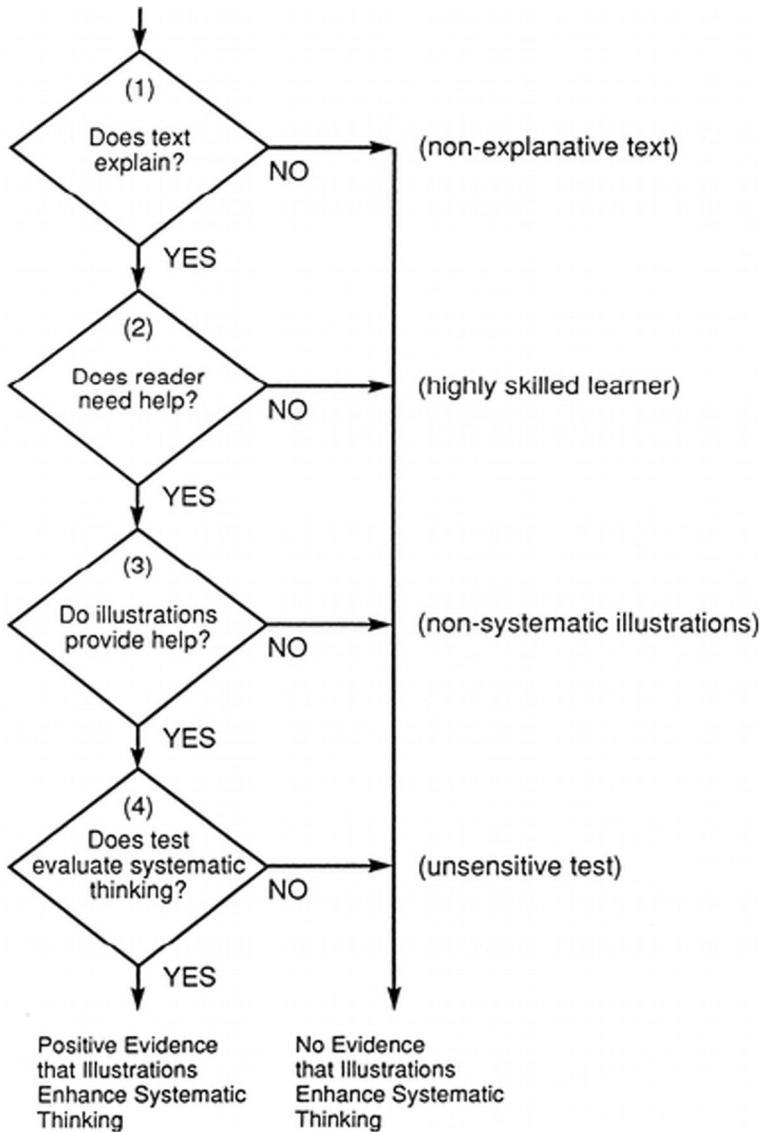 (1)
Does text
explain?
NO
(non-explanative text)
YES
(2)
Does reader
need help?
NO
(highly skilled learner)
YES
(3)
Do illustrations
provide help?
NO
(non-systematic illustrations)
YES
(4)
Does test
evaluate systematic
thinking?
NO
(unsensitive test)
YES
Positive Evidence
that Illustrations
Enhance Systematic
Thinking
No Evidence
that Illustrations
Enhance Systematic
Thinking